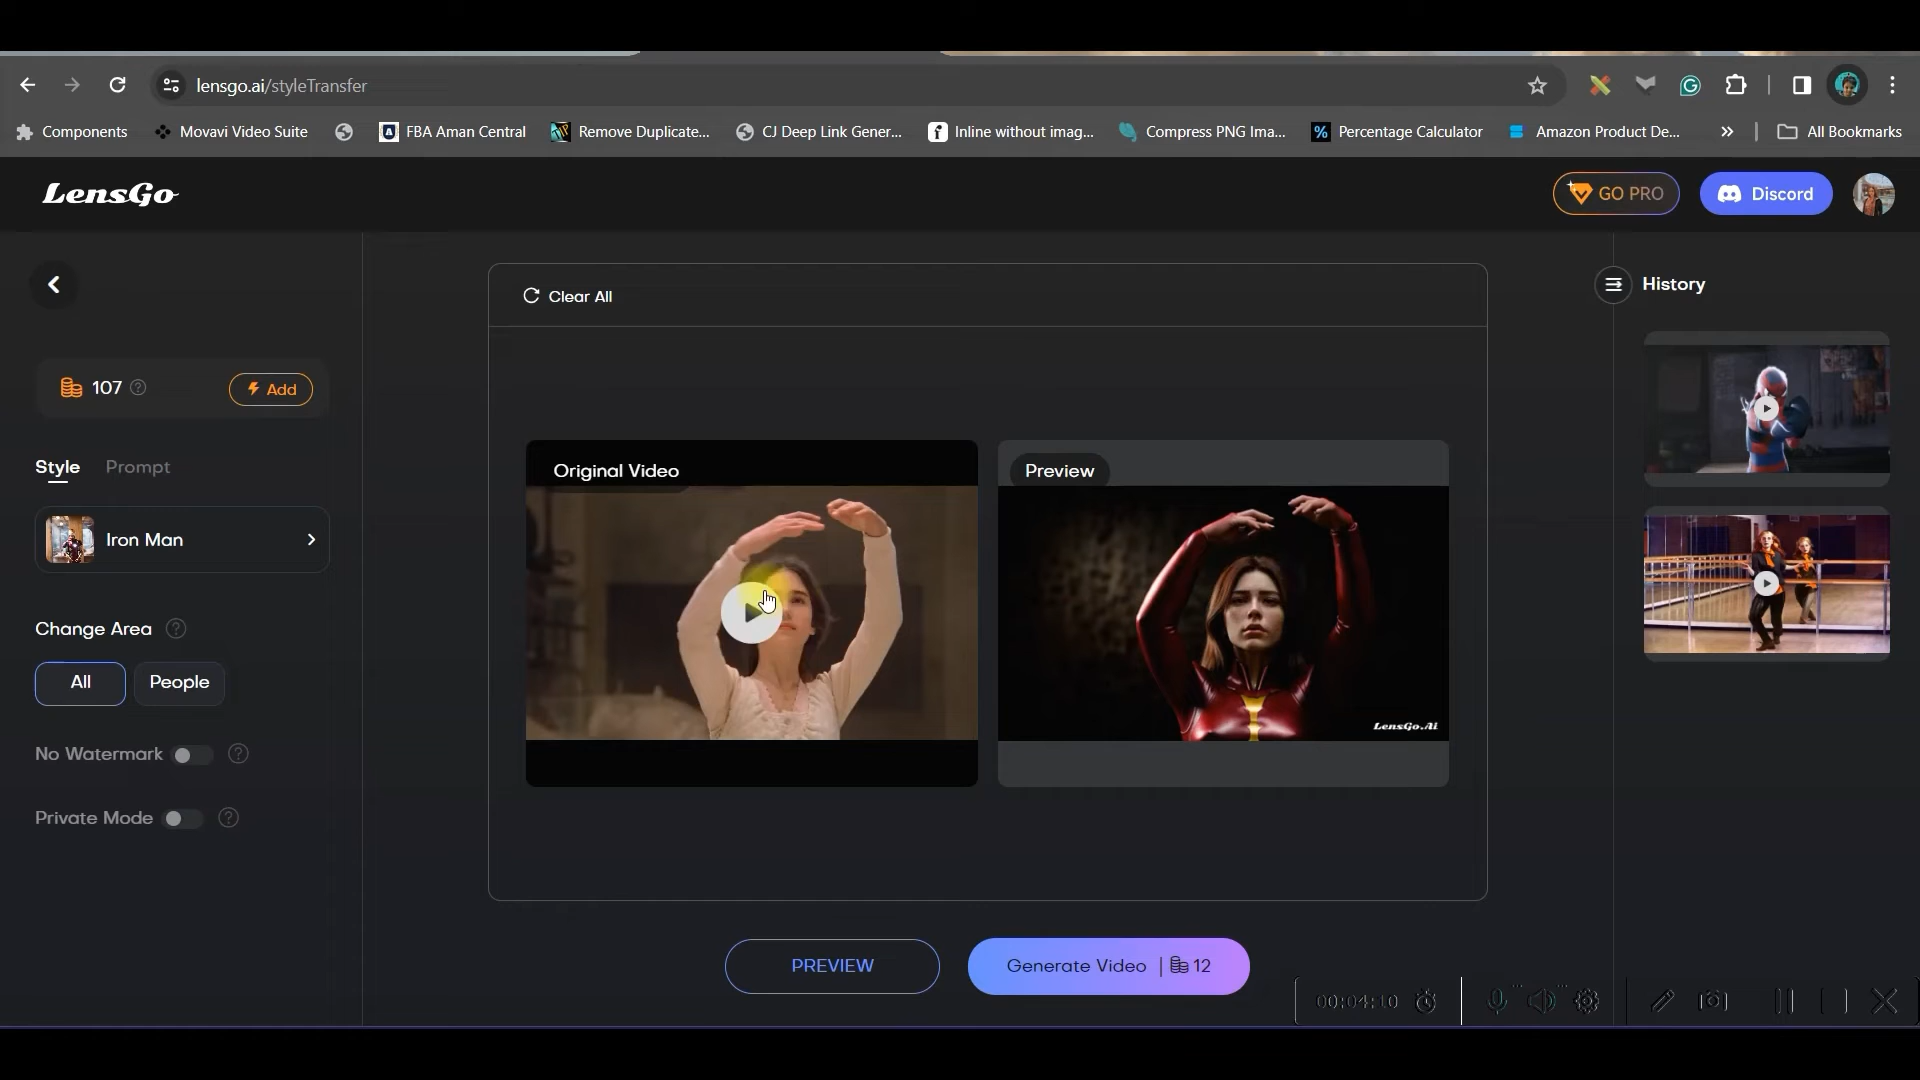 lensgo.ai/styleTransfer
Components
Movavi Video Suite
FBA Aman Central
Remove Duplicate...
CJ Deep Link Gener...
Inline without imag...
Compress PNG Ima...
Percentage Calculator
Amazon Product De...
All Bookmarks
LensGo
GO PRO
Discord
Clear All
History
107
Add
Style
Prompt
Original Video
Preview
Iron Man
Change Area
All
People
LensGo.Ai
No Watermark
Private Mode
PREVIEW
Generate Video | 12
00:04:10